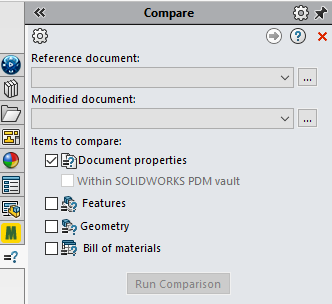 Compare
Reference document:
...
Modified document:
...
Items to compare:
Document properties
Within SOLIDWORKS PDM vault
Features
Geometry
Bill of materials
M
=?
Run Comparison